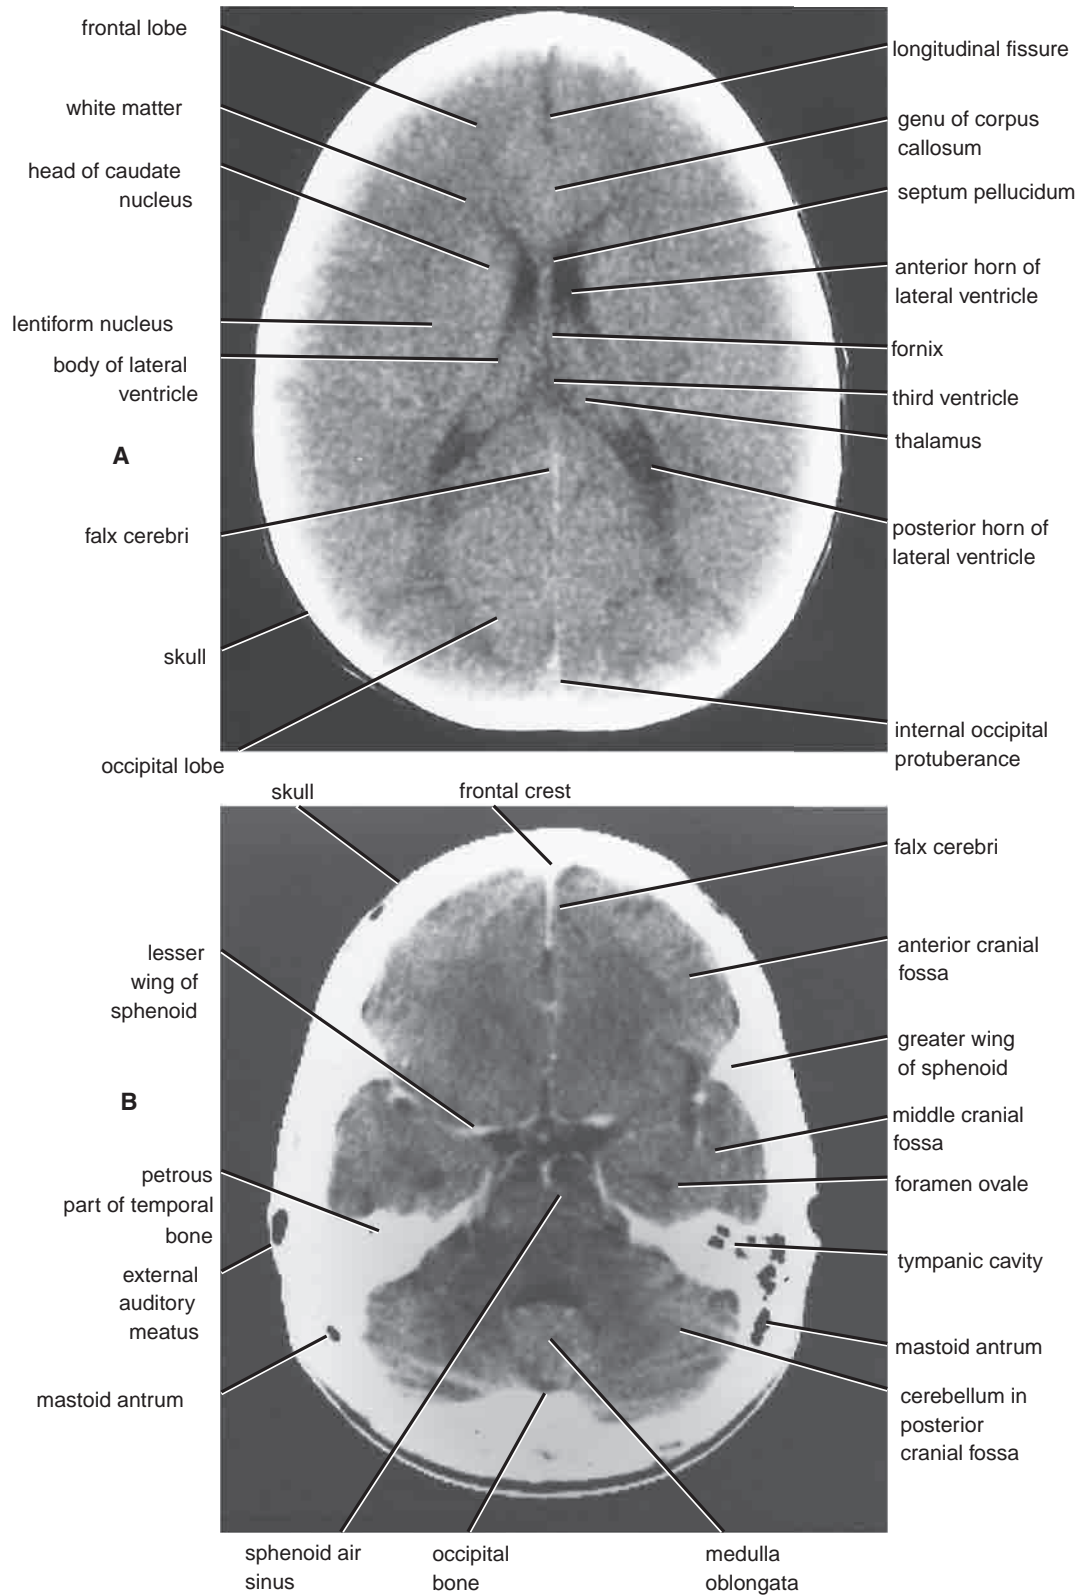 frontal lobe
white matter
head of caudate
nucleus
lentiform nucleus
body of lateral
ventricle
A
falx cerebri
skull
occipital lobe
longitudinal fissure
genu of corpus
callosum
septum pellucidum
anterior horn of
lateral ventricle
fornix
third ventricle
thalamus
posterior horn of
lateral ventricle
internal occipital
protuberance
skull
frontal crest
lesser
wing of
sphenoid
B
petrous
part of temporal
bone
external
auditory
meatus
mastoid antrum
falx cerebri
anterior cranial
fossa
greater wing
of sphenoid
middle cranial
fossa
foramen ovale
tympanic cavity
mastoid antrum
cerebellum in
posterior
cranial fossa
sphenoid air
sinus
occipital
bone
medulla
oblongata